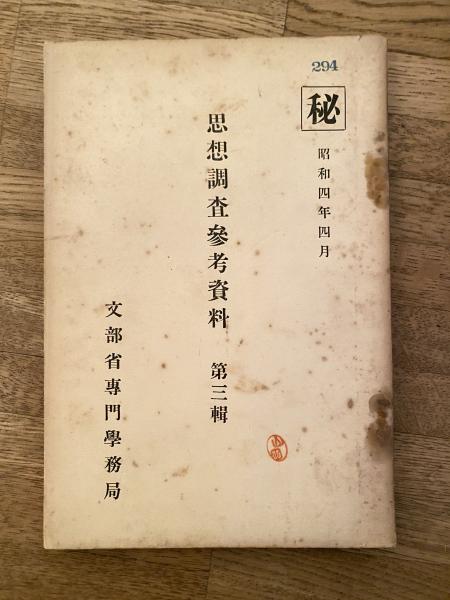 294
秘
昭和四年四月
思想調査參考資料 第三輯
文部省專門學務局